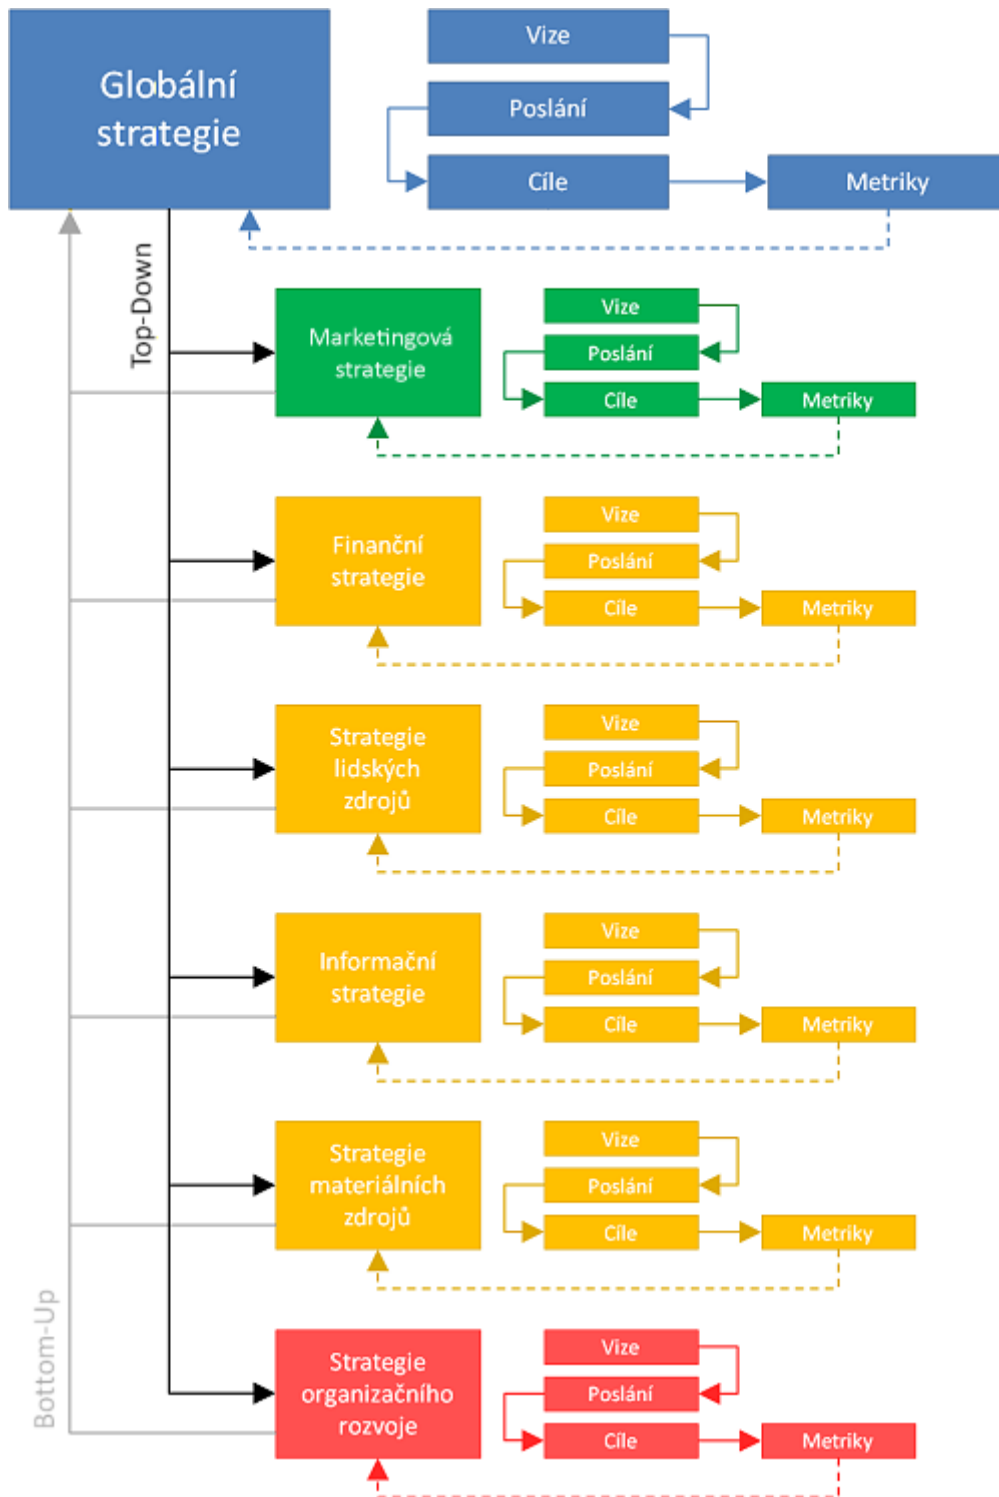 Globální
strategie
Vize
Poslání
Cíle
Metriky
Top-Down
Marketingová
strategie
Vize
Poslání
Cíle
Metriky
Finanční
strategie
Vize
Poslání
Cíle
Metriky
Strategie
lidských
zdrojů
Vize
Poslání
Cíle
Metriky
Informační
strategie
Vize
Poslání
Cíle
Metriky
Strategie
materiálních
zdrojů
Vize
Poslání
Cíle
Metriky
Bottom-Up
Strategie
organizačního
rozvoje
Vize
Poslání
Cíle
Metriky